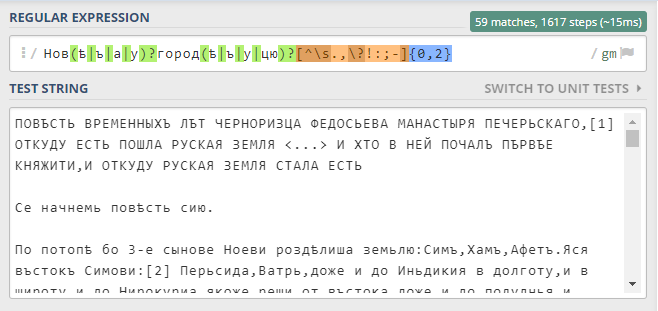 REGULAR EXPRESSION
59 matches, 1617 steps (~15ms)
/ Нов(ѣ|ъ|а|у)?город(ѣ|ъ|у|цю)?[^\s.,\?!:;-]{0,2} / gm
TEST STRING
SWITCH TO UNIT TESTS
ПОВѢСТЬ ВРЕМЕННЫХЪ ЛѢТ ЧЕРНОРИЗЦА ФЕДОСЬЕВА МАНАСТЫРЯ ПЕЧЕРЬСКАГО,[1]
ОТКУДУ ЕСТЬ ПОШЛА РУСКАЯ ЗЕМЛЯ <...> И ХТО В НЕЙ ПОЧАЛЪ ПѢРВѢЕ
КНЯЖИТИ,И ОТКУДУ РУСКАЯ ЗЕМЛЯ СТАЛА ЕСТЬ
Се начнемь повѣсть сию.
По потопѣ бо 3-е сынове Ноеви роздѣлиша земьлю:Симъ,Хамъ,Афетъ.Яся
въстокъ Симови:[2] Перьсида,Ватрь,доже и до Иньдикия в долготу,и в
широту и до Нирокуриа,якоже рещи от въстока доже и до полуднья,и